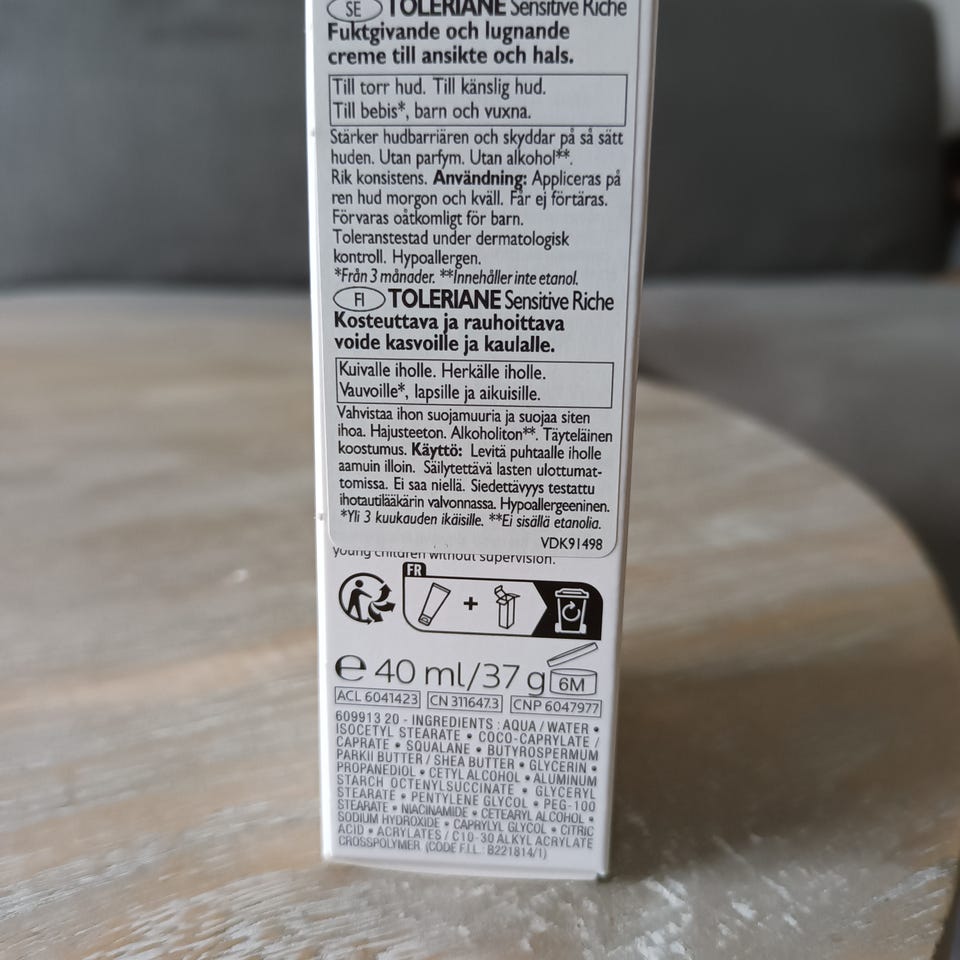 SE TOLERIANE Sensitive Riche
Fuktgivande och lugnande
creme till ansikte och hals.
Till torr hud. Till känslig hud.
Till bebis*, barn och vuxna.
Stärker hudbarriären och skyddar på så sätt
huden. Utan parfym. Utan alkohol**.
Rik konsistens. Användning: Appliceras på
ren hud morgon och kväll. Får ej förtäras.
Förvaras oåtkomligt för barn.
Toleranstestad under dermatologisk
kontroll. Hypoallergen.
*Från 3 månader. **Innehåller inte etanol.
FI TOLERIANE Sensitive Riche
Kosteuttava ja rauhoittava
voide kasvoille ja kaulalle.
Kuivalle iholle. Herkälle iholle.
Vauvoille*, lapsille ja aikuisille.
Vahvistaa ihon suojamuuria ja suojaa siten
ihoa. Hajusteeton. Alkoholiton**. Täyteläinen
koostumus. Käyttö: Levitä puhtaalle iholle
aamuin illoin. Säilytettävä lasten ulottumat-
tomissa. Ei saa niellä. Siedettävyys testattu
ihotautilääkärin valvonnassa. Hypoallergeeninen.
*Yli 3 kuukauden ikäisille. **Ei sisällä etanolia.
VDK91498
young children without supervision.
FR
+
e 40 ml/37 g 6M
ACL 6041423 CN 311647.3 CNP 6047977
609913 20 - INGREDIENTS : AQUA / WATER •
ISOCETYL STEARATE • COCO-CAPRYLATE /
CAPRATE • SQUALANE • BUTYROSPERMUM
PARKII BUTTER / SHEA BUTTER • GLYCERIN •
PROPANEDIOL • CETYL ALCOHOL • ALUMINUM
STARCH OCTENYLSUCCINATE • GLYCERYL
STEARATE • PENTYLENE GLYCOL • PEG-100
STEARATE • NIACINAMIDE • CETEARYL ALCOHOL •
SODIUM HYDROXIDE • CAPRYLYL GLYCOL • CITRIC
ACID • ACRYLATES / C10-30 ALKYL ACRYLATE
CROSSPOLYMER (CODE F.I.L. : B221814/1)